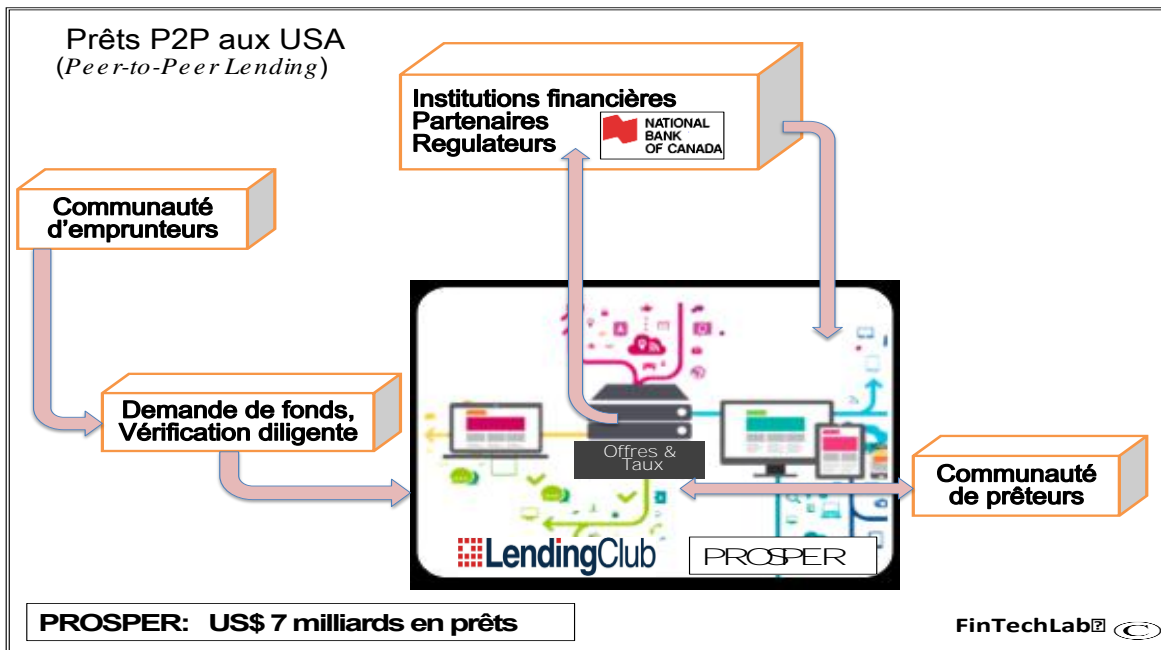 Prêts P2P aux USA
(Peer-to-Peer Lending)
Institutions financières
Partenaires
Regulateurs
NATIONAL
BANK
OF CANADA
Communauté
d'emprunteurs
Demande de fonds,
Vérification diligente
Offres &
Taux
Communauté
de prêteurs
LendingClub
PROSPER
PROSPER: US$ 7 milliards en prêts
FinTechLab ©